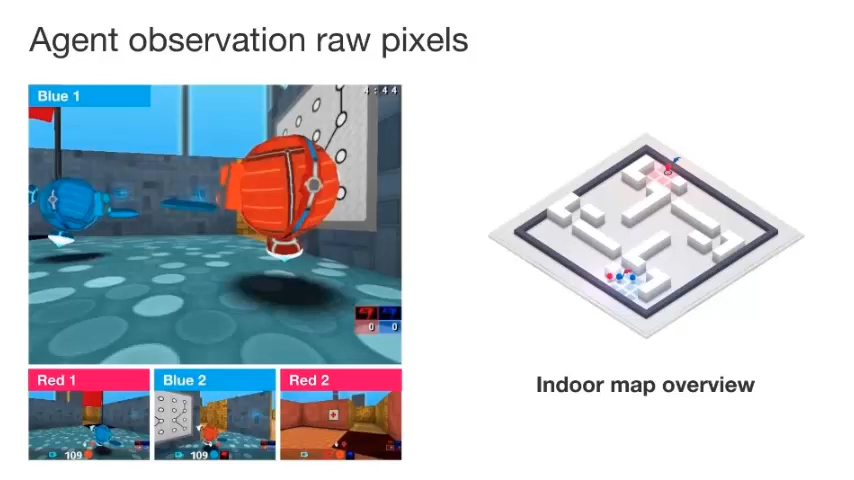 Agent observation raw pixels
Blue 1
4:44
0 0
Red 1
Blue 2
Red 2
109
109
Indoor map overview